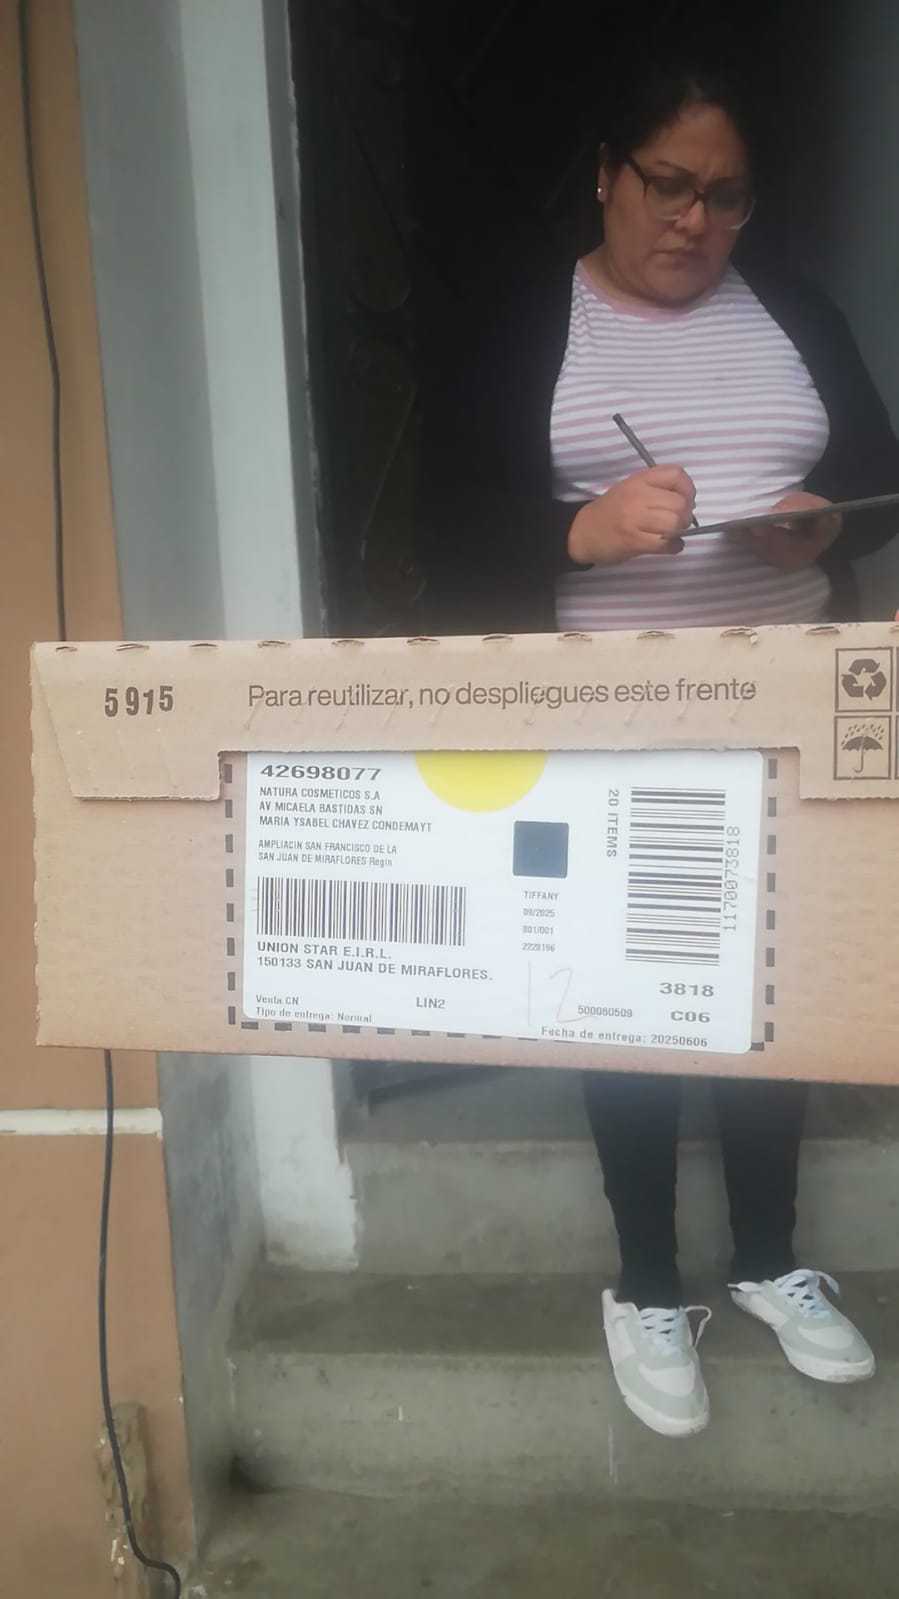 5915
Para reutilizar, no despliegues este frente
42698077
NATURA COSMETICOS S.A
AV MICAELA BASTIDAS SN
MARIA YSABEL CHAVEZ CONDEMAYT
AMPLIACIN SAN FRANCISCO DE LA
SAN JUAN DE MIRAFLORES Regin
UNION STAR E.I.R.L.
150133 SAN JUAN DE MIRAFLORES.
Venta CN
LIN2
Tipo de entrega: Normal
TIFFANY
09/2025
001/001
2228196
12
500080509
20 ITEMS
1170073818
3818
C06
Fecha de entrega: 20250606